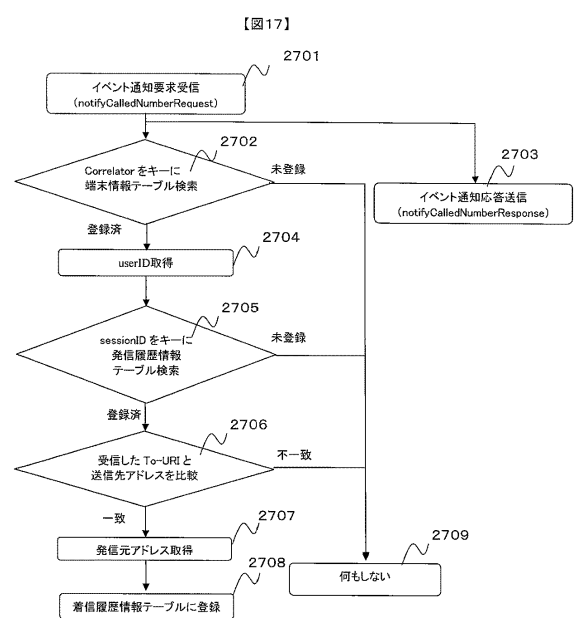 【図17】
2701
イベント通知要求受信
(notifyCalledNumberRequest)
2702
Correlator をキーに
端末情報テーブル検索
未登録
2703
イベント通知応答送信
(notifyCalledNumberResponse)
登録済
2704
userID取得
2705
sessionID をキーに
発信履歴情報
テーブル検索
未登録
登録済
2706
受信した To-URI と
送信先アドレスを比較
不一致
一致
2707
発信元アドレス取得
2708
着信履歴情報テーブルに登録
2709
何もしない